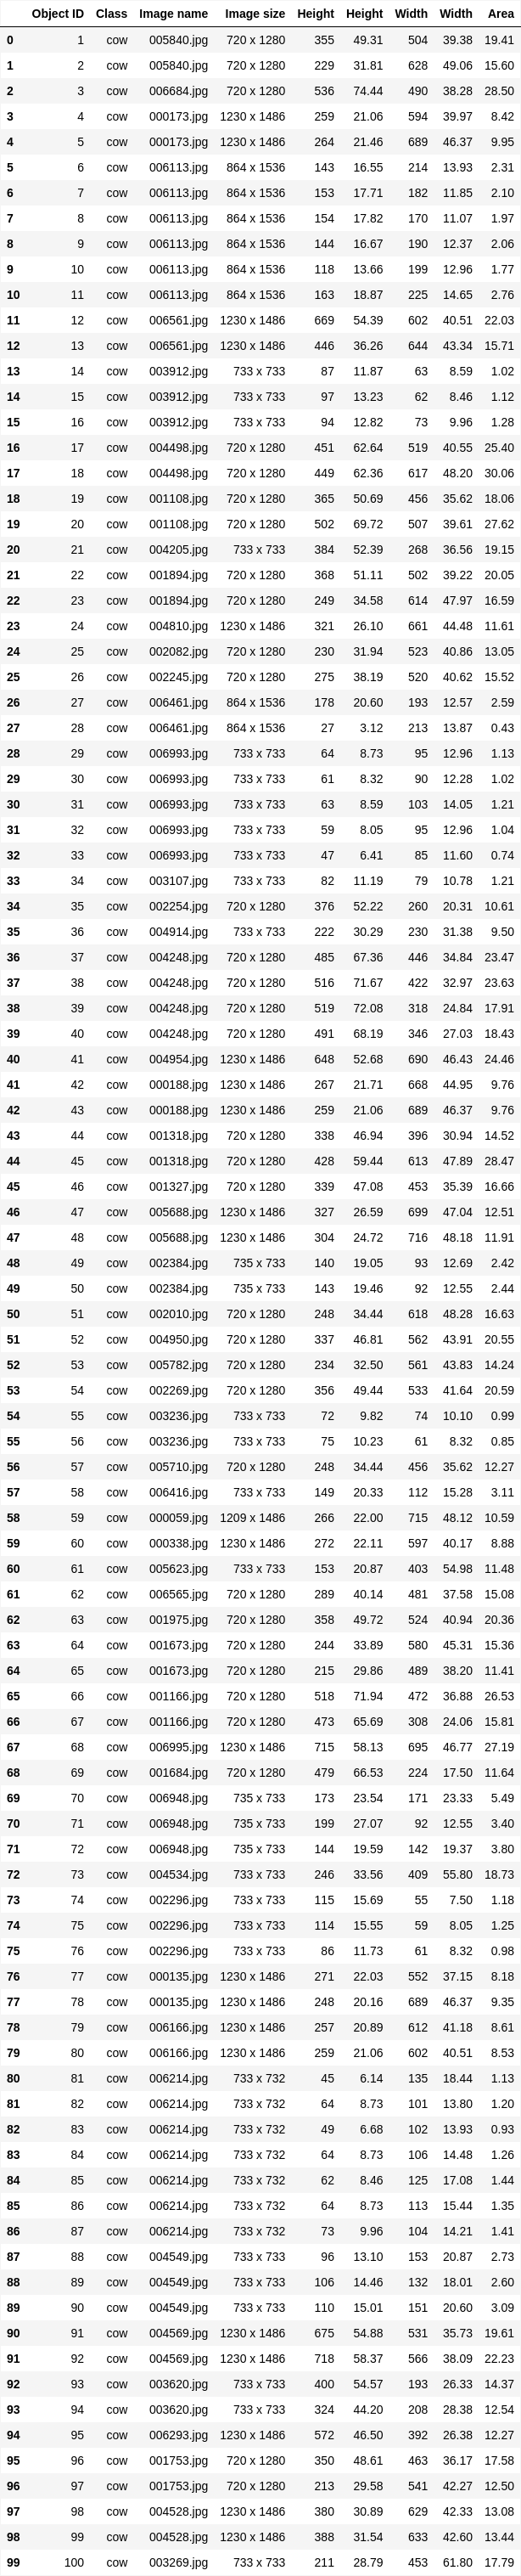 Object ID Class Image name Image size Height Height Width Width Area
0 1 cow 005840.jpg 720 x 1280 355 49.31 504 39.38 19.41
1 2 cow 005840.jpg 720 x 1280 229 31.81 628 49.06 15.60
2 3 cow 006684.jpg 720 x 1280 536 74.44 490 38.28 28.50
3 4 cow 000173.jpg 1230 x 1486 259 21.06 594 39.97 8.42
4 5 cow 000173.jpg 1230 x 1486 264 21.46 689 46.37 9.95
5 6 cow 006113.jpg 864 x 1536 143 16.55 214 13.93 2.31
6 7 cow 006113.jpg 864 x 1536 153 17.71 182 11.85 2.10
7 8 cow 006113.jpg 864 x 1536 154 17.82 170 11.07 1.97
8 9 cow 006113.jpg 864 x 1536 144 16.67 190 12.37 2.06
9 10 cow 006113.jpg 864 x 1536 118 13.66 199 12.96 1.77
10 11 cow 006113.jpg 864 x 1536 163 18.87 225 14.65 2.76
11 12 cow 006561.jpg 1230 x 1486 669 54.39 602 40.51 22.03
12 13 cow 006561.jpg 1230 x 1486 446 36.26 644 43.34 15.71
13 14 cow 003912.jpg 733 x 733 87 11.87 63 8.59 1.02
14 15 cow 003912.jpg 733 x 733 97 13.23 62 8.46 1.12
15 16 cow 003912.jpg 733 x 733 94 12.82 73 9.96 1.28
16 17 cow 004498.jpg 720 x 1280 451 62.64 519 40.55 25.40
17 18 cow 004498.jpg 720 x 1280 449 62.36 617 48.20 30.06
18 19 cow 001108.jpg 720 x 1280 365 50.69 456 35.62 18.06
19 20 cow 001108.jpg 720 x 1280 502 69.72 507 39.61 27.62
20 21 cow 004205.jpg 733 x 733 384 52.39 268 36.56 19.15
21 22 cow 001894.jpg 720 x 1280 368 51.11 502 39.22 20.05
22 23 cow 001894.jpg 720 x 1280 249 34.58 614 47.97 16.59
23 24 cow 004810.jpg 1230 x 1486 321 26.10 661 44.48 11.61
24 25 cow 002082.jpg 720 x 1280 230 31.94 523 40.86 13.05
25 26 cow 002245.jpg 720 x 1280 275 38.19 520 40.62 15.52
26 27 cow 006461.jpg 864 x 1536 178 20.60 193 12.57 2.59
27 28 cow 006461.jpg 864 x 1536 27 3.12 213 13.87 0.43
28 29 cow 006993.jpg 733 x 733 64 8.73 95 12.96 1.13
29 30 cow 006993.jpg 733 x 733 61 8.32 90 12.28 1.02
30 31 cow 006993.jpg 733 x 733 63 8.59 103 14.05 1.21
31 32 cow 006993.jpg 733 x 733 59 8.05 95 12.96 1.04
32 33 cow 006993.jpg 733 x 733 47 6.41 85 11.60 0.74
33 34 cow 003107.jpg 733 x 733 82 11.19 79 10.78 1.21
34 35 cow 002254.jpg 720 x 1280 376 52.22 260 20.31 10.61
35 36 cow 004914.jpg 733 x 733 222 30.29 230 31.38 9.50
36 37 cow 004248.jpg 720 x 1280 485 67.36 446 34.84 23.47
37 38 cow 004248.jpg 720 x 1280 516 71.67 422 32.97 23.63
38 39 cow 004248.jpg 720 x 1280 519 72.08 318 24.84 17.91
39 40 cow 004248.jpg 720 x 1280 491 68.19 346 27.03 18.43
40 41 cow 004954.jpg 1230 x 1486 648 52.68 690 46.43 24.46
41 42 cow 000188.jpg 1230 x 1486 267 21.71 668 44.95 9.76
42 43 cow 000188.jpg 1230 x 1486 259 21.06 689 46.37 9.76
43 44 cow 001318.jpg 720 x 1280 338 46.94 396 30.94 14.52
44 45 cow 001318.jpg 720 x 1280 428 59.44 613 47.89 28.47
45 46 cow 001327.jpg 720 x 1280 339 47.08 453 35.39 16.66
46 47 cow 005688.jpg 1230 x 1486 327 26.59 699 47.04 12.51
47 48 cow 005688.jpg 1230 x 1486 304 24.72 716 48.18 11.91
48 49 cow 002384.jpg 735 x 733 140 19.05 93 12.69 2.42
49 50 cow 002384.jpg 735 x 733 143 19.46 92 12.55 2.44
50 51 cow 002010.jpg 720 x 1280 248 34.44 618 48.28 16.63
51 52 cow 004950.jpg 720 x 1280 337 46.81 562 43.91 20.55
52 53 cow 005782.jpg 720 x 1280 234 32.50 561 43.83 14.24
53 54 cow 002269.jpg 720 x 1280 356 49.44 533 41.64 20.59
54 55 cow 003236.jpg 733 x 733 72 9.82 74 10.10 0.99
55 56 cow 003236.jpg 733 x 733 75 10.23 61 8.32 0.85
56 57 cow 005710.jpg 720 x 1280 248 34.44 456 35.62 12.27
57 58 cow 006416.jpg 733 x 733 149 20.33 112 15.28 3.11
58 59 cow 000059.jpg 1209 x 1486 266 22.00 715 48.12 10.59
59 60 cow 000338.jpg 1230 x 1486 272 22.11 597 40.17 8.88
60 61 cow 005623.jpg 733 x 733 153 20.87 403 54.98 11.48
61 62 cow 006565.jpg 720 x 1280 289 40.14 481 37.58 15.08
62 63 cow 001975.jpg 720 x 1280 358 49.72 524 40.94 20.36
63 64 cow 001673.jpg 720 x 1280 244 33.89 580 45.31 15.36
64 65 cow 001673.jpg 720 x 1280 215 29.86 489 38.20 11.41
65 66 cow 001166.jpg 720 x 1280 518 71.94 472 36.88 26.53
66 67 cow 001166.jpg 720 x 1280 473 65.69 308 24.06 15.81
67 68 cow 006995.jpg 1230 x 1486 715 58.13 695 46.77 27.19
68 69 cow 001684.jpg 720 x 1280 479 66.53 224 17.50 11.64
69 70 cow 006948.jpg 735 x 733 173 23.54 171 23.33 5.49
70 71 cow 006948.jpg 735 x 733 199 27.07 92 12.55 3.40
71 72 cow 006948.jpg 735 x 733 144 19.59 142 19.37 3.80
72 73 cow 004534.jpg 733 x 733 246 33.56 409 55.80 18.73
73 74 cow 002296.jpg 733 x 733 115 15.69 55 7.50 1.18
74 75 cow 002296.jpg 733 x 733 114 15.55 59 8.05 1.25
75 76 cow 002296.jpg 733 x 733 86 11.73 61 8.32 0.98
76 77 cow 000135.jpg 1230 x 1486 271 22.03 552 37.15 8.18
77 78 cow 000135.jpg 1230 x 1486 248 20.16 689 46.37 9.35
78 79 cow 006166.jpg 1230 x 1486 257 20.89 612 41.18 8.61
79 80 cow 006166.jpg 1230 x 1486 259 21.06 602 40.51 8.53
80 81 cow 006214.jpg 733 x 732 45 6.14 135 18.44 1.13
81 82 cow 006214.jpg 733 x 732 64 8.73 101 13.80 1.20
82 83 cow 006214.jpg 733 x 732 49 6.68 102 13.93 0.93
83 84 cow 006214.jpg 733 x 732 64 8.73 106 14.48 1.26
84 85 cow 006214.jpg 733 x 732 62 8.46 125 17.08 1.44
85 86 cow 006214.jpg 733 x 732 64 8.73 113 15.44 1.35
86 87 cow 006214.jpg 733 x 732 73 9.96 104 14.21 1.41
87 88 cow 004549.jpg 733 x 733 96 13.10 153 20.87 2.73
88 89 cow 004549.jpg 733 x 733 106 14.46 132 18.01 2.60
89 90 cow 004549.jpg 733 x 733 110 15.01 151 20.60 3.09
90 91 cow 004569.jpg 1230 x 1486 675 54.88 531 35.73 19.61
91 92 cow 004569.jpg 1230 x 1486 718 58.37 566 38.09 22.23
92 93 cow 003620.jpg 733 x 733 400 54.57 193 26.33 14.37
93 94 cow 003620.jpg 733 x 733 324 44.20 208 28.38 12.54
94 95 cow 006293.jpg 1230 x 1486 572 46.50 392 26.38 12.27
95 96 cow 001753.jpg 720 x 1280 350 48.61 463 36.17 17.58
96 97 cow 001753.jpg 720 x 1280 213 29.58 541 42.27 12.50
97 98 cow 004528.jpg 1230 x 1486 380 30.89 629 42.33 13.08
98 99 cow 004528.jpg 1230 x 1486 388 31.54 633 42.60 13.44
99 100 cow 003269.jpg 733 x 733 211 28.79 453 61.80 17.79